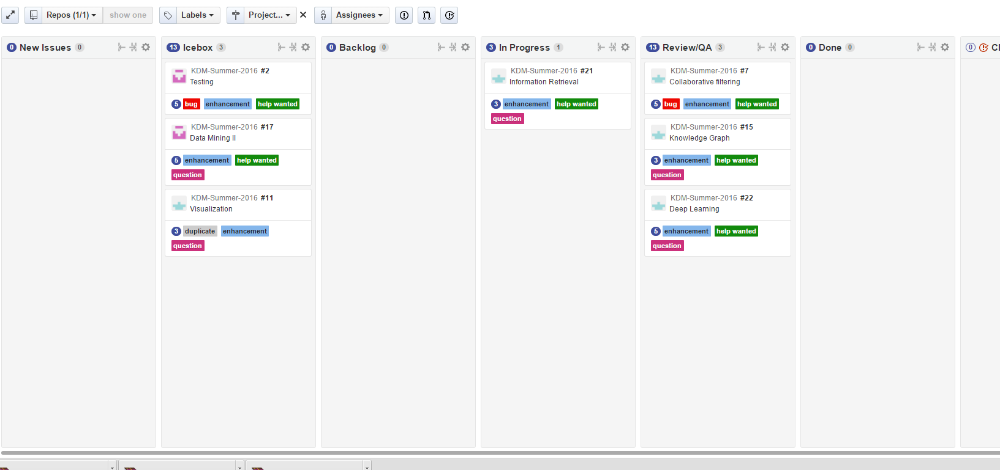 Repos (1/1) show one Labels Project... Assignees
0 New Issues 0
13 Icebox 3
KDM-Summer-2016 #2
Testing
5 bug enhancement help wanted
KDM-Summer-2016 #17
Data Mining II
5 enhancement help wanted
question
KDM-Summer-2016 #11
Visualization
3 duplicate enhancement
question
0 Backlog 0
3 In Progress 1
KDM-Summer-2016 #21
Information Retrieval
3 enhancement help wanted
question
13 Review/QA 3
KDM-Summer-2016 #7
Collaborative filtering
5 bug enhancement help wanted
KDM-Summer-2016 #15
Knowledge Graph
3 enhancement help wanted
question
KDM-Summer-2016 #22
Deep Learning
5 enhancement help wanted
question
0 Done 0
0